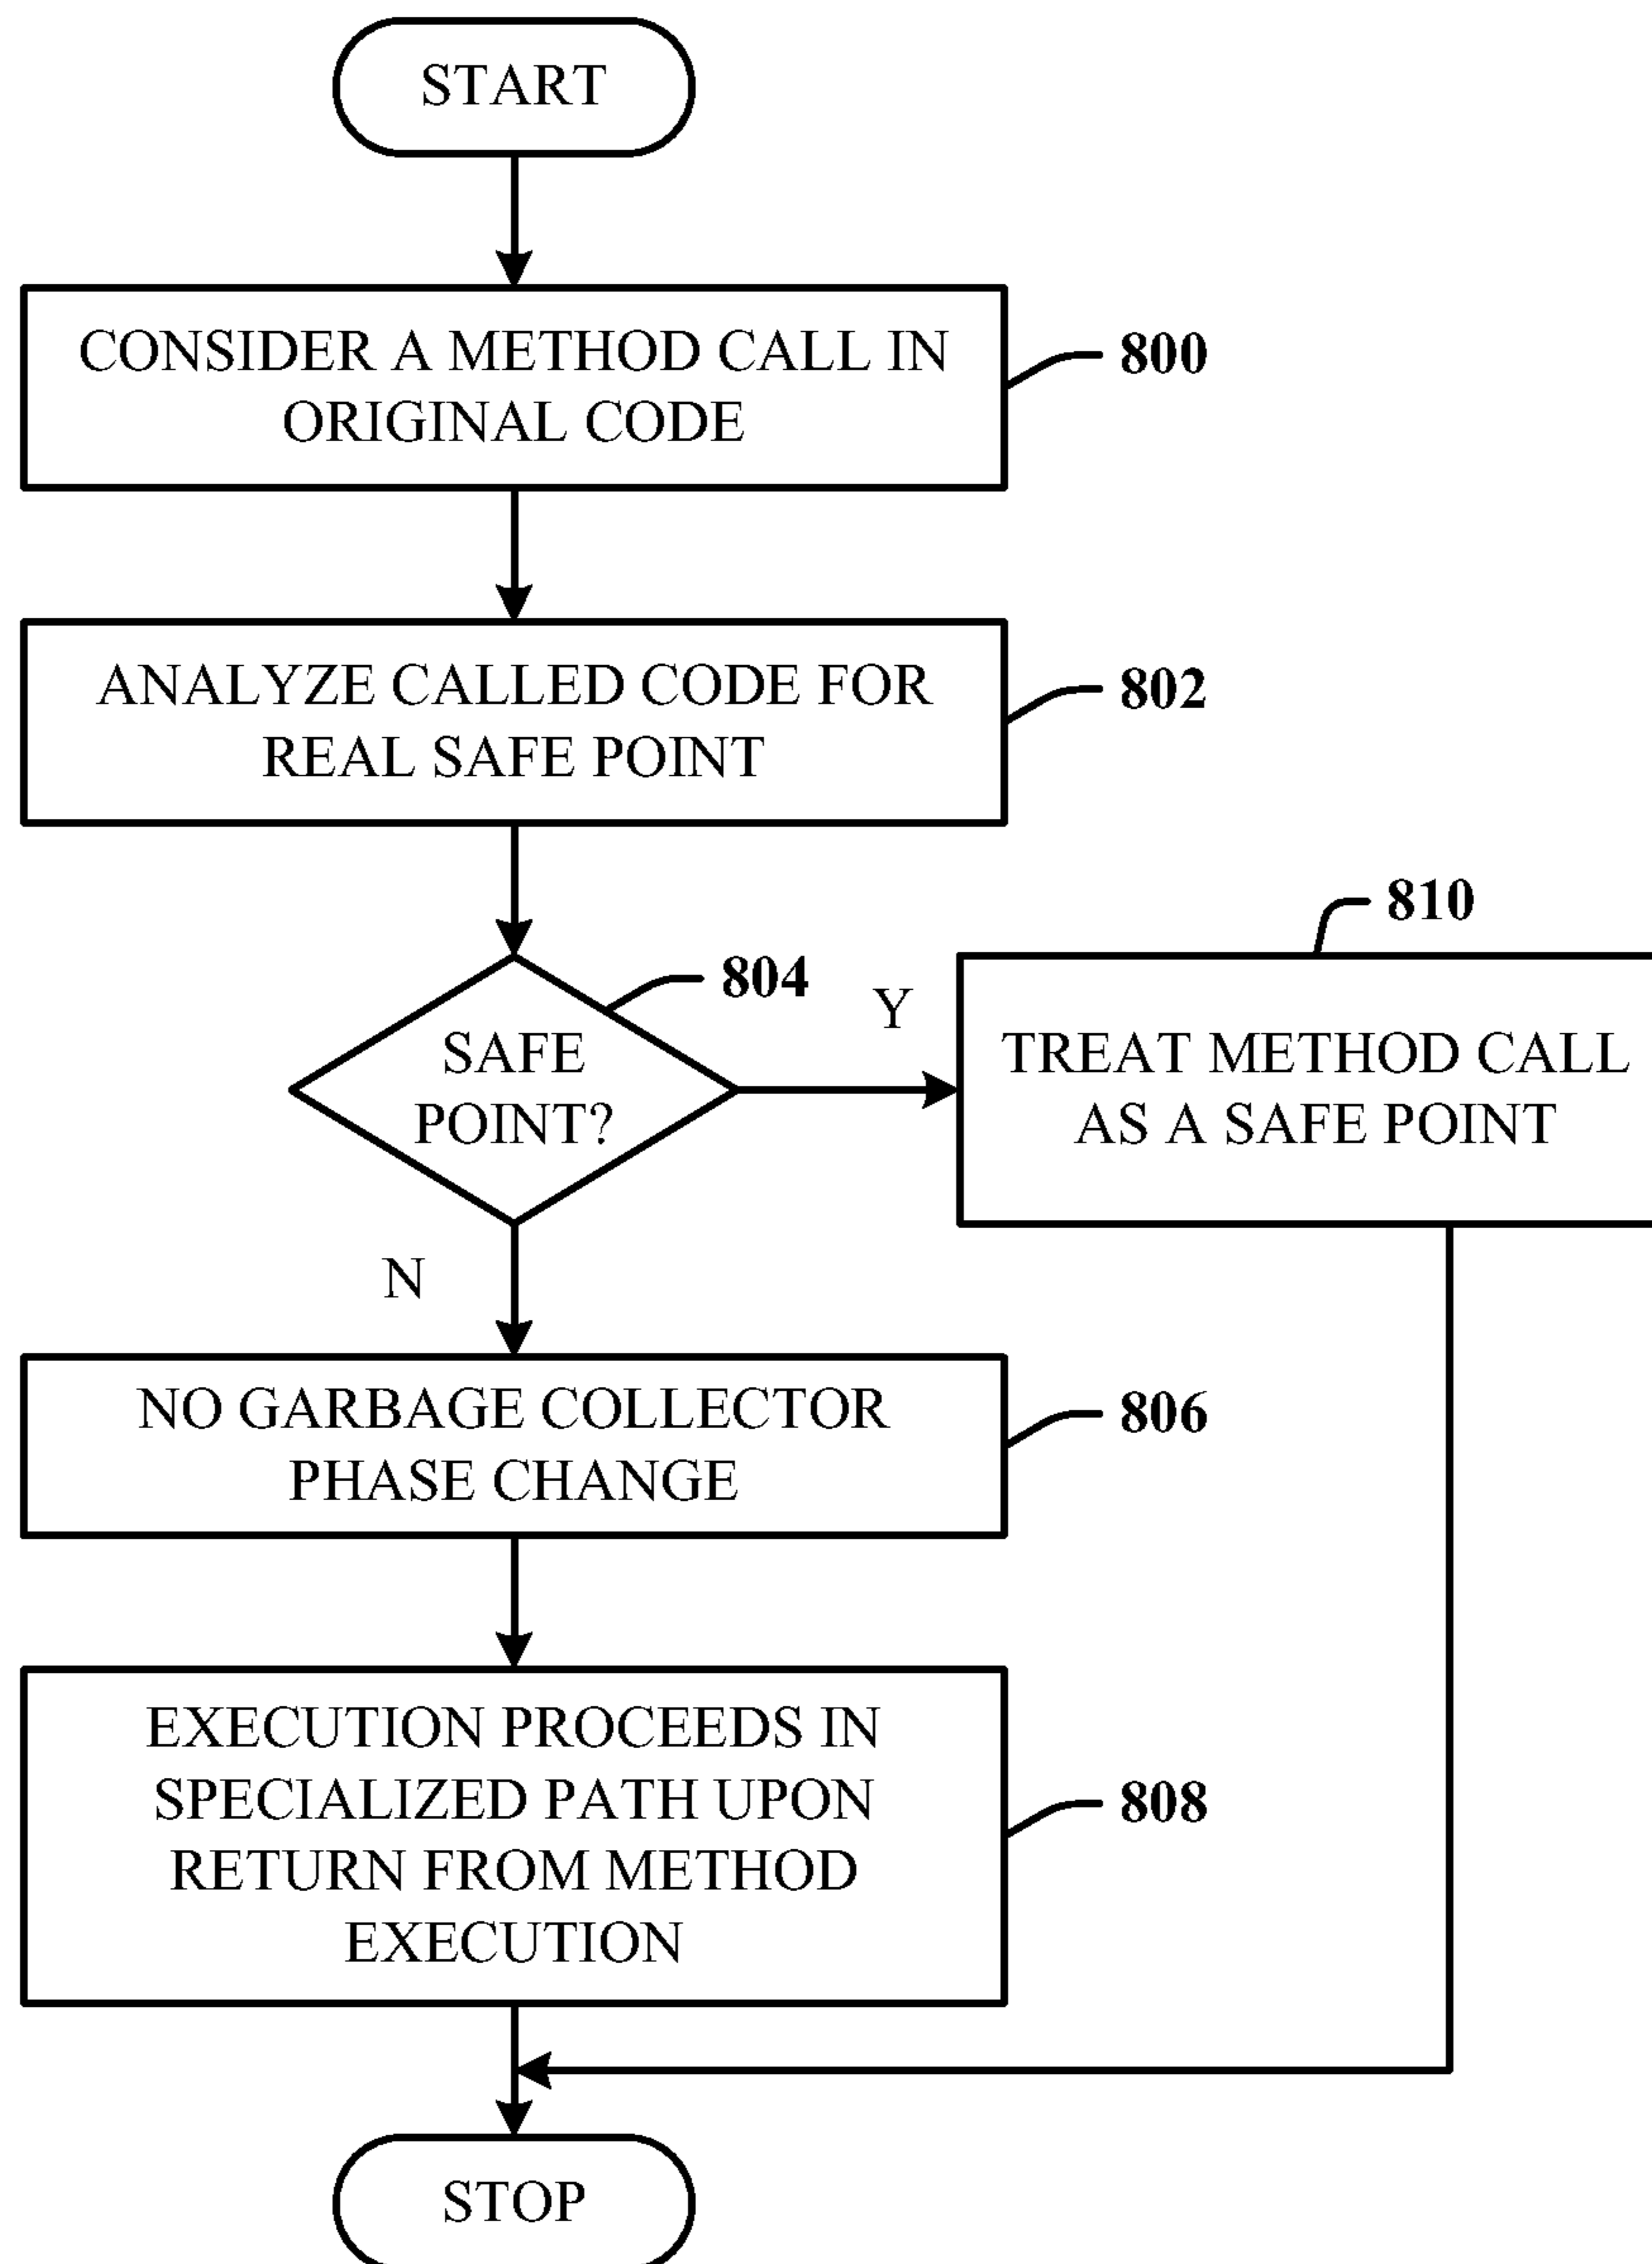 START
CONSIDER A METHOD CALL IN
ORIGINAL CODE
800
ANALYZE CALLED CODE FOR
REAL SAFE POINT
802
SAFE
POINT?
804
Y
810
TREAT METHOD CALL
AS A SAFE POINT
N
NO GARBAGE COLLECTOR
PHASE CHANGE
806
EXECUTION PROCEEDS IN
SPECIALIZED PATH UPON
RETURN FROM METHOD
EXECUTION
808
STOP